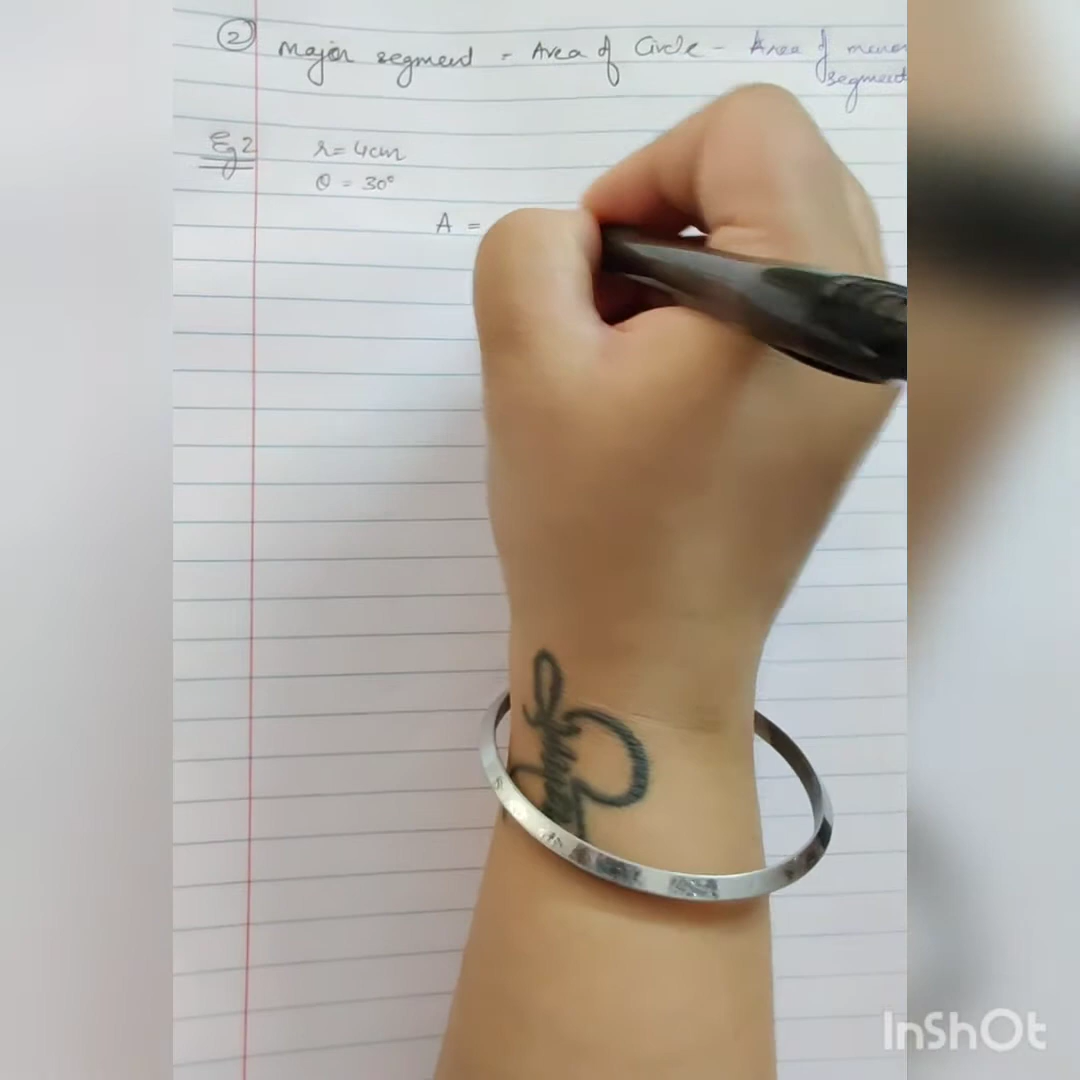 ② Major segment = Area of Circle - Area of minor
segment
Eg 2
r = 4cm
θ = 30°
A =
InShOt